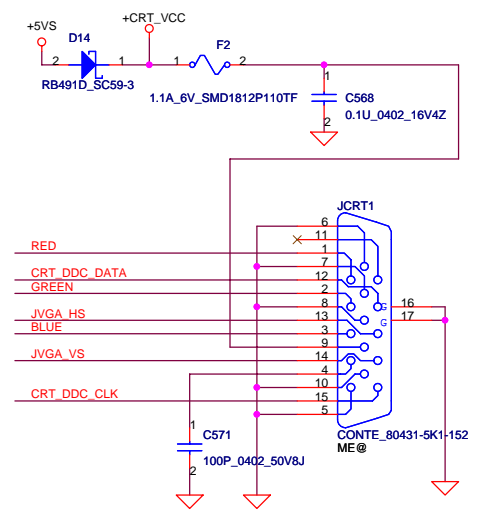 +CRT_VCC
+5VS
D14
F2
2
1
1
2
RB491D_SC59-3
1
C568
1.1A_6V_SMD1812P110TF
0.1U_0402_16V4Z
2
JCRT1
6
11
RED
1
7
CRT_DDC_DATA
12
GREEN
2
8
G
16
JVGA_HS
13
G
17
BLUE
3
9
JVGA_VS
14
4
10
CRT_DDC_CLK
15
5
1
C571
CONTE_80431-5K1-152
ME@
100P_0402_50V8J
2